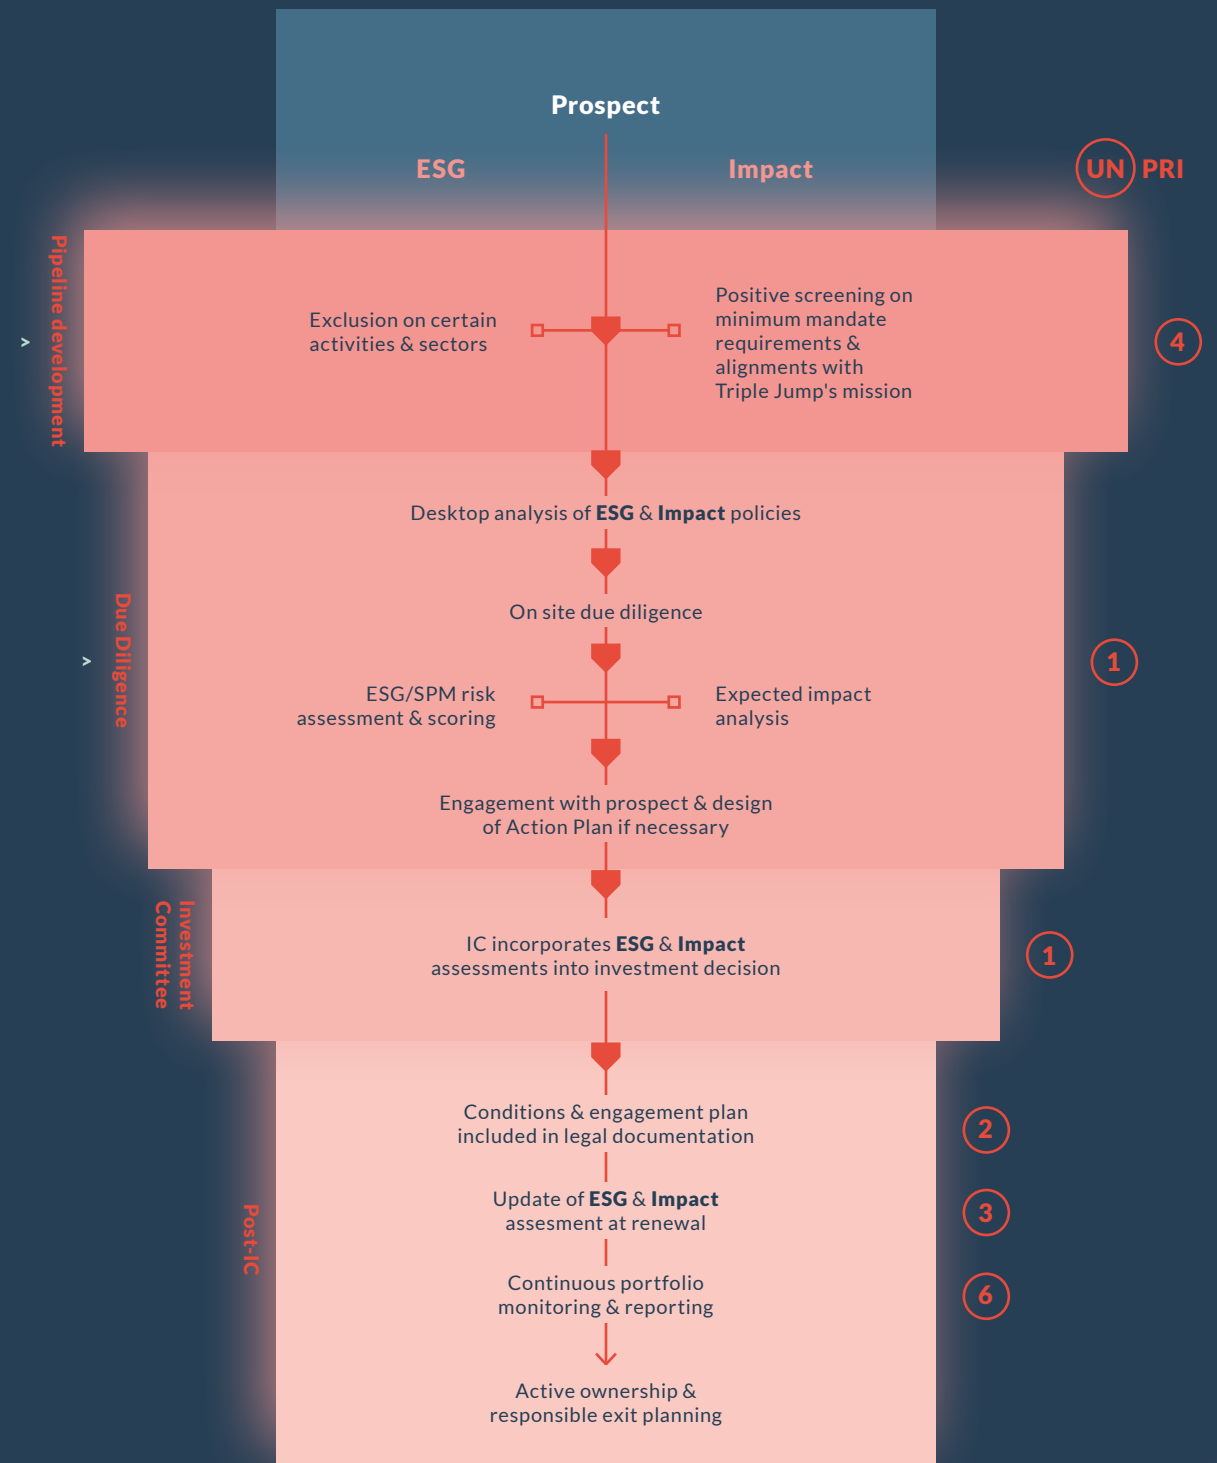 Prospect
ESG
Impact
UN PRI
Pipeline development
>
Exclusion on certain
activities & sectors
Positive screening on
minimum mandate
requirements &
alignments with
Triple Jump's mission
4
Due Diligence
>
Desktop analysis of ESG & Impact policies
On site due diligence
ESG/SPM risk
assessment & scoring
Expected impact
analysis
1
Engagement with prospect & design
of Action Plan if necessary
Investment
Committee
IC incorporates ESG & Impact
assessments into investment decision
1
Post-IC
Conditions & engagement plan
included in legal documentation
2
Update of ESG & Impact
assesment at renewal
3
Continuous portfolio
monitoring & reporting
6
Active ownership &
responsible exit planning